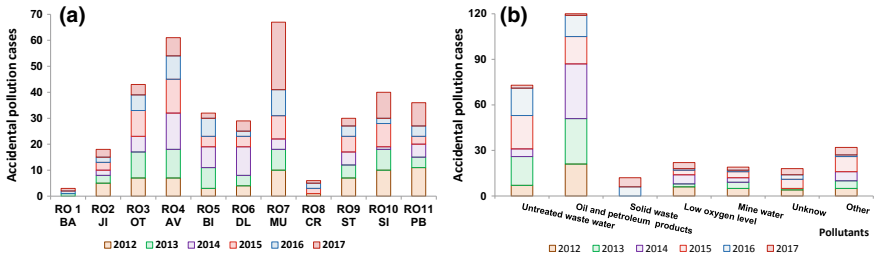 (a)
Accidental pollution cases
70
60
50
40
30
20
10
0
RO 1 RO2 RO3 RO4 RO5 RO6 RO7 RO8 RO9 RO10 RO11
BA JI OT AV BI DL MU CR ST SI PB
2012 2013 2014 2015 2016 2017
(b)
Accidental pollution cases
120
90
60
30
0
Untreated waste water
Oil and petroleum products
Solid waste
Low oxygen level
Mine water
Unknow
Other
Pollutants
2012 2013 2014 2015 2016 2017